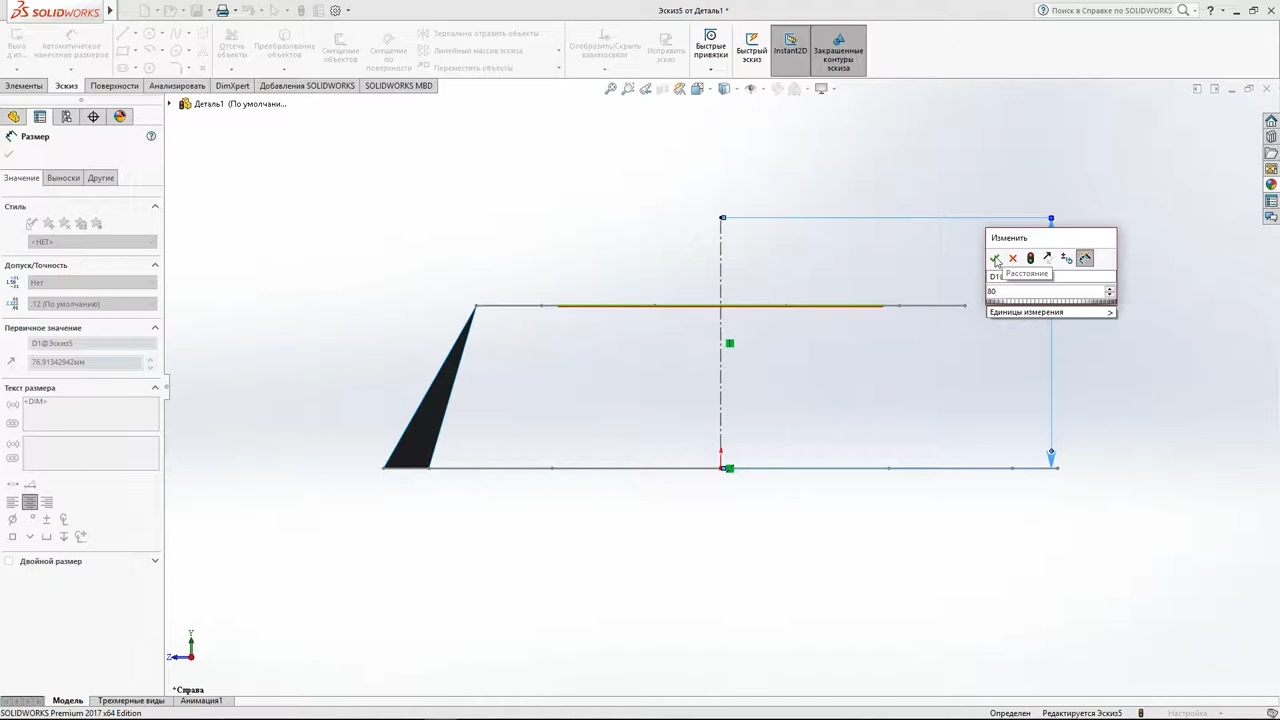 SOLIDWORKS
Эскиз5 от Деталь1 *
Поиск в Справке SOLIDWORKS
Выхо д из...
Автоматическое нанесение размеров
Отсечь объекты
Преобразование объектов
Смещение объектов
Смещение по поверхности
Зеркально отразить объекты
Линейный массив эскиза
Переместить объекты
Отобразить/Скрыть взаимосвязи
Исправить эскиз
Быстрые привязки
Быстрый эскиз
Instant2D
Закрашенные контуры эскиза
Элементы
Эскиз
Поверхности
Анализировать
DimXpert
Добавления SOLIDWORKS
SOLIDWORKS MBD
Деталь1 (По умолчани...
Размер
Значение
Выноски
Другие
Стиль
<НЕТ>
Допуск/Точность
Нет
.12 (По умолчанию)
Первичное значение
D1@Эскиз5
76.91342942мм
Текст размера
<DIM>
Двойной размер
Изменить
Расстояние
80
Единицы измерения
Y
Z
*Справа
Модель
Трехмерные виды
Анимация1
SOLIDWORKS Premium 2017 x64 Edition
Определен
Редактируется Эскиз5
Настройка